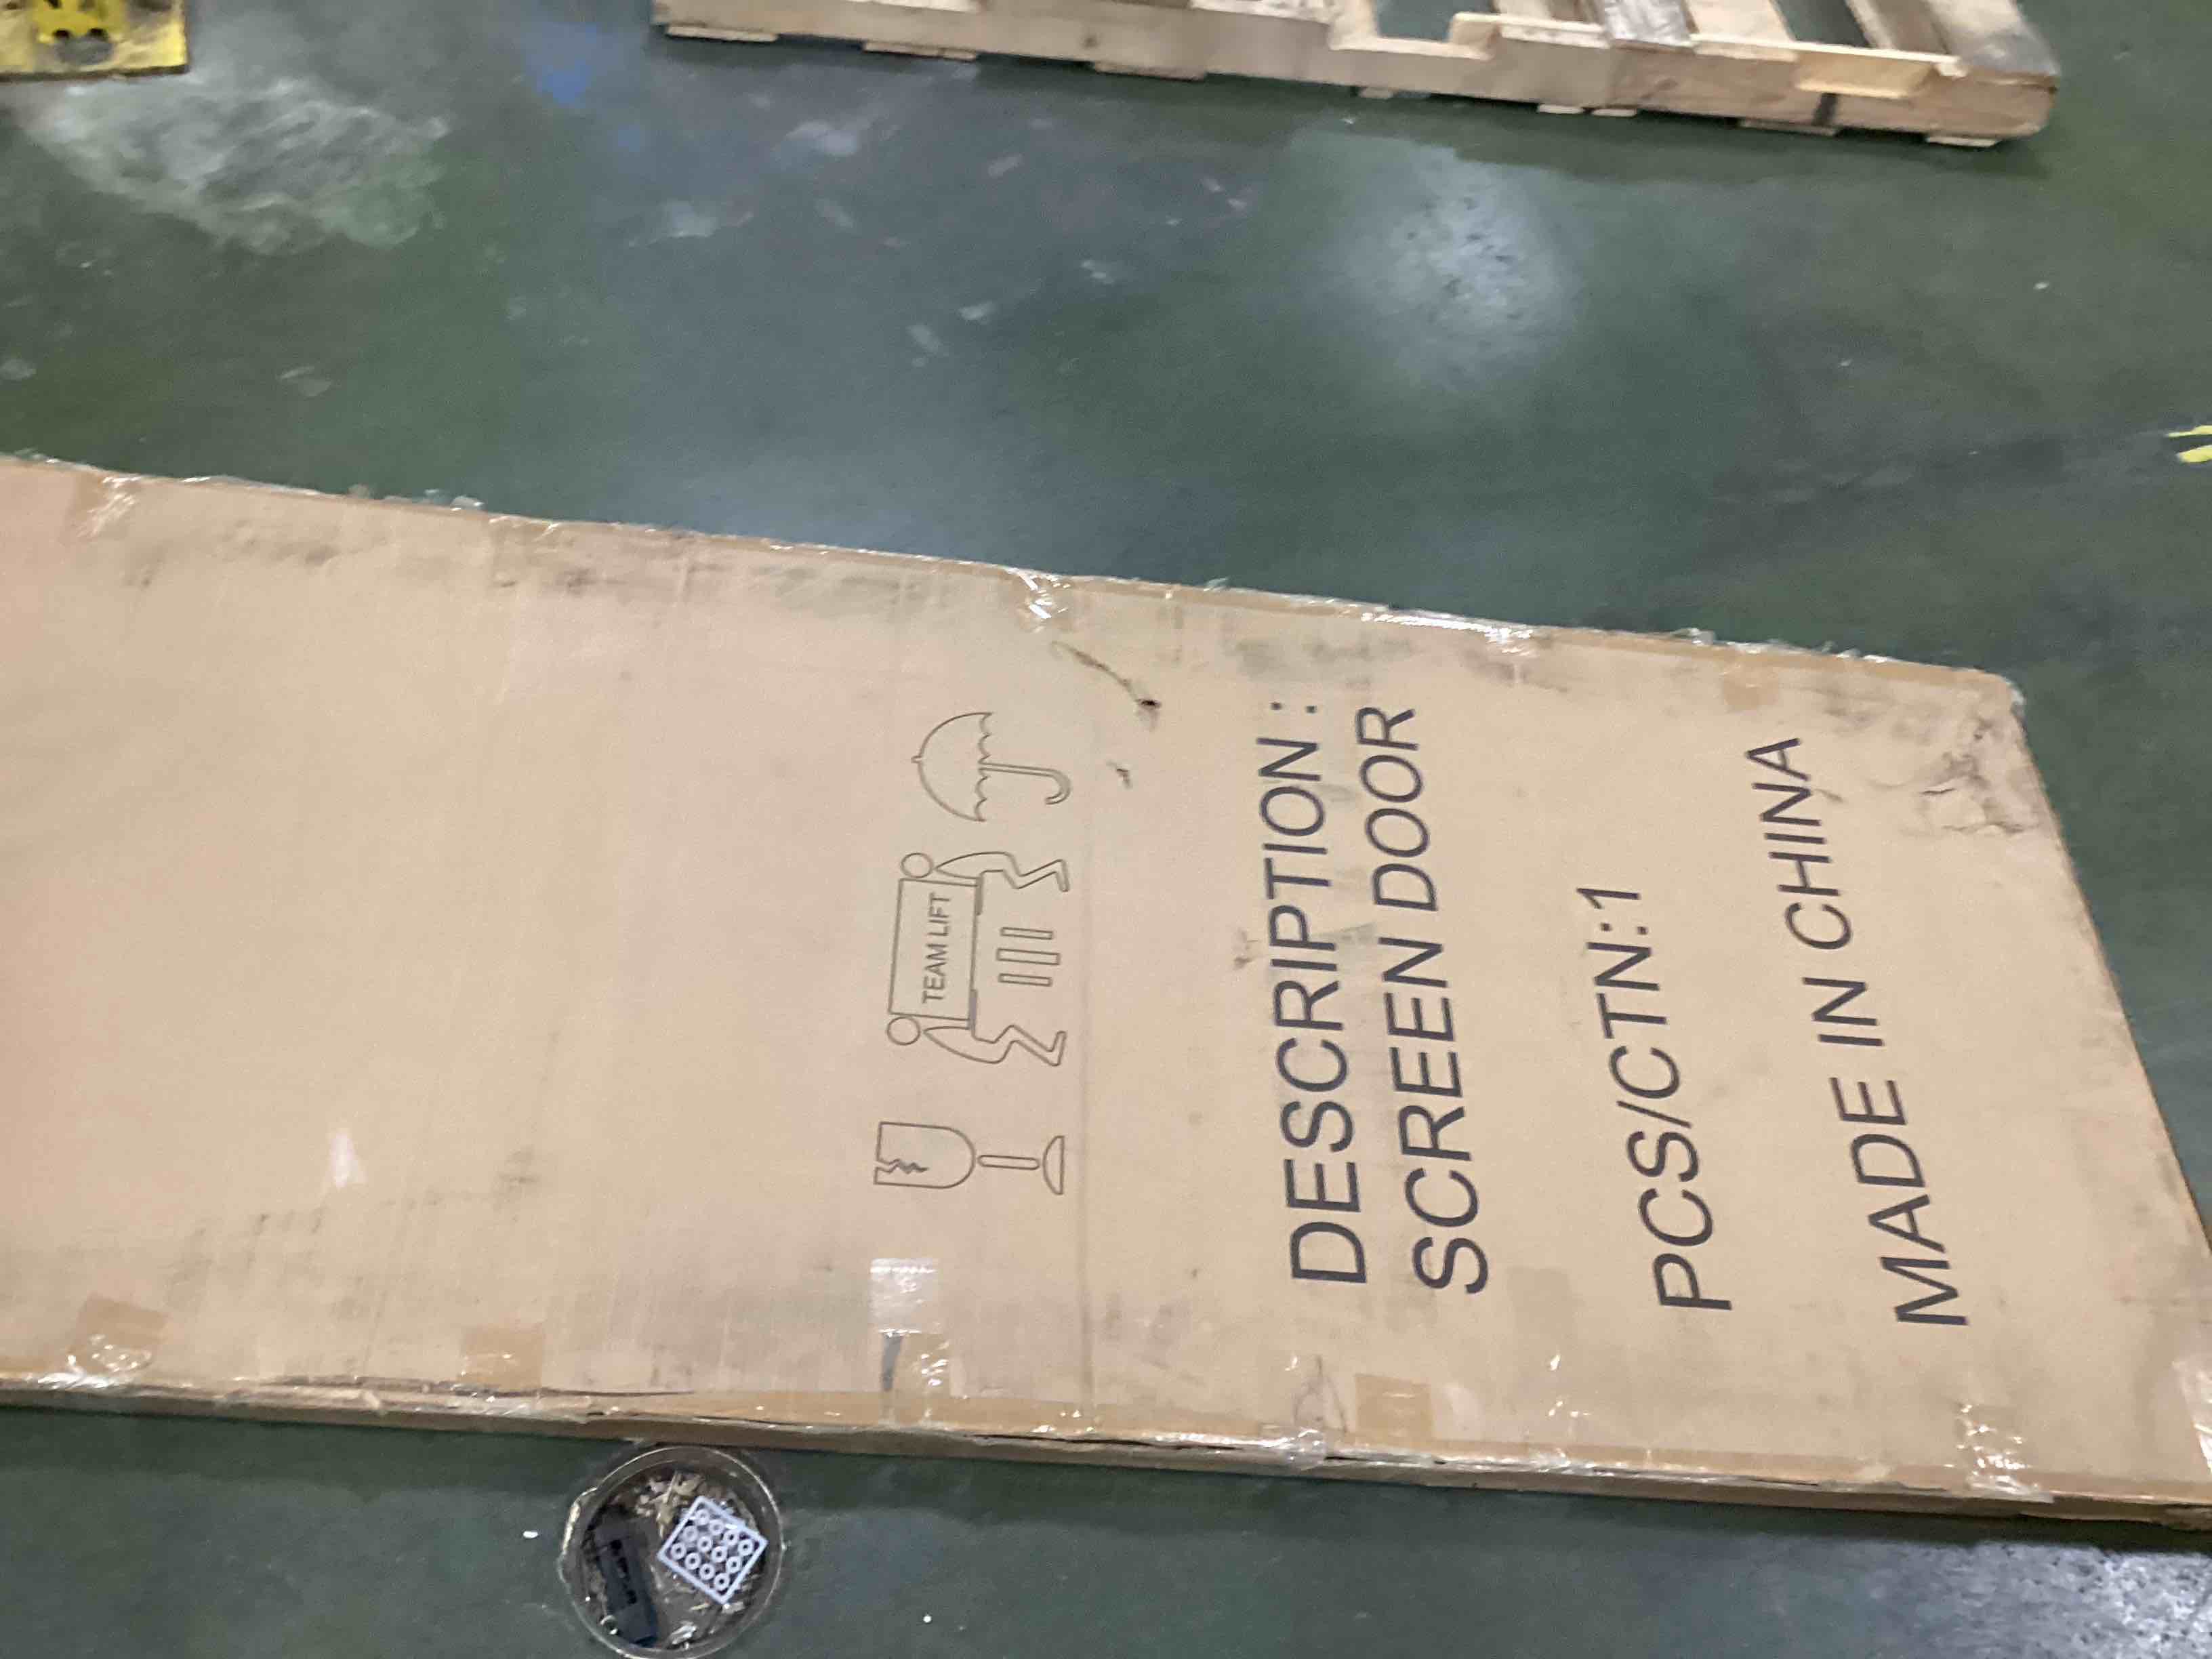 TEAM LIFT
DESCRIPTION :
SCREEN DOOR
PCS/CTN:1
MADE IN CHINA